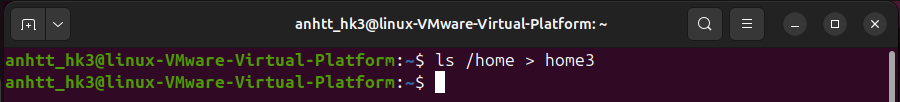 anhtt_hk3@linux-VMware-Virtual-Platform: ~
anhtt_hk3@linux-VMware-Virtual-Platform:~$ ls /home > home3
anhtt_hk3@linux-VMware-Virtual-Platform:~$